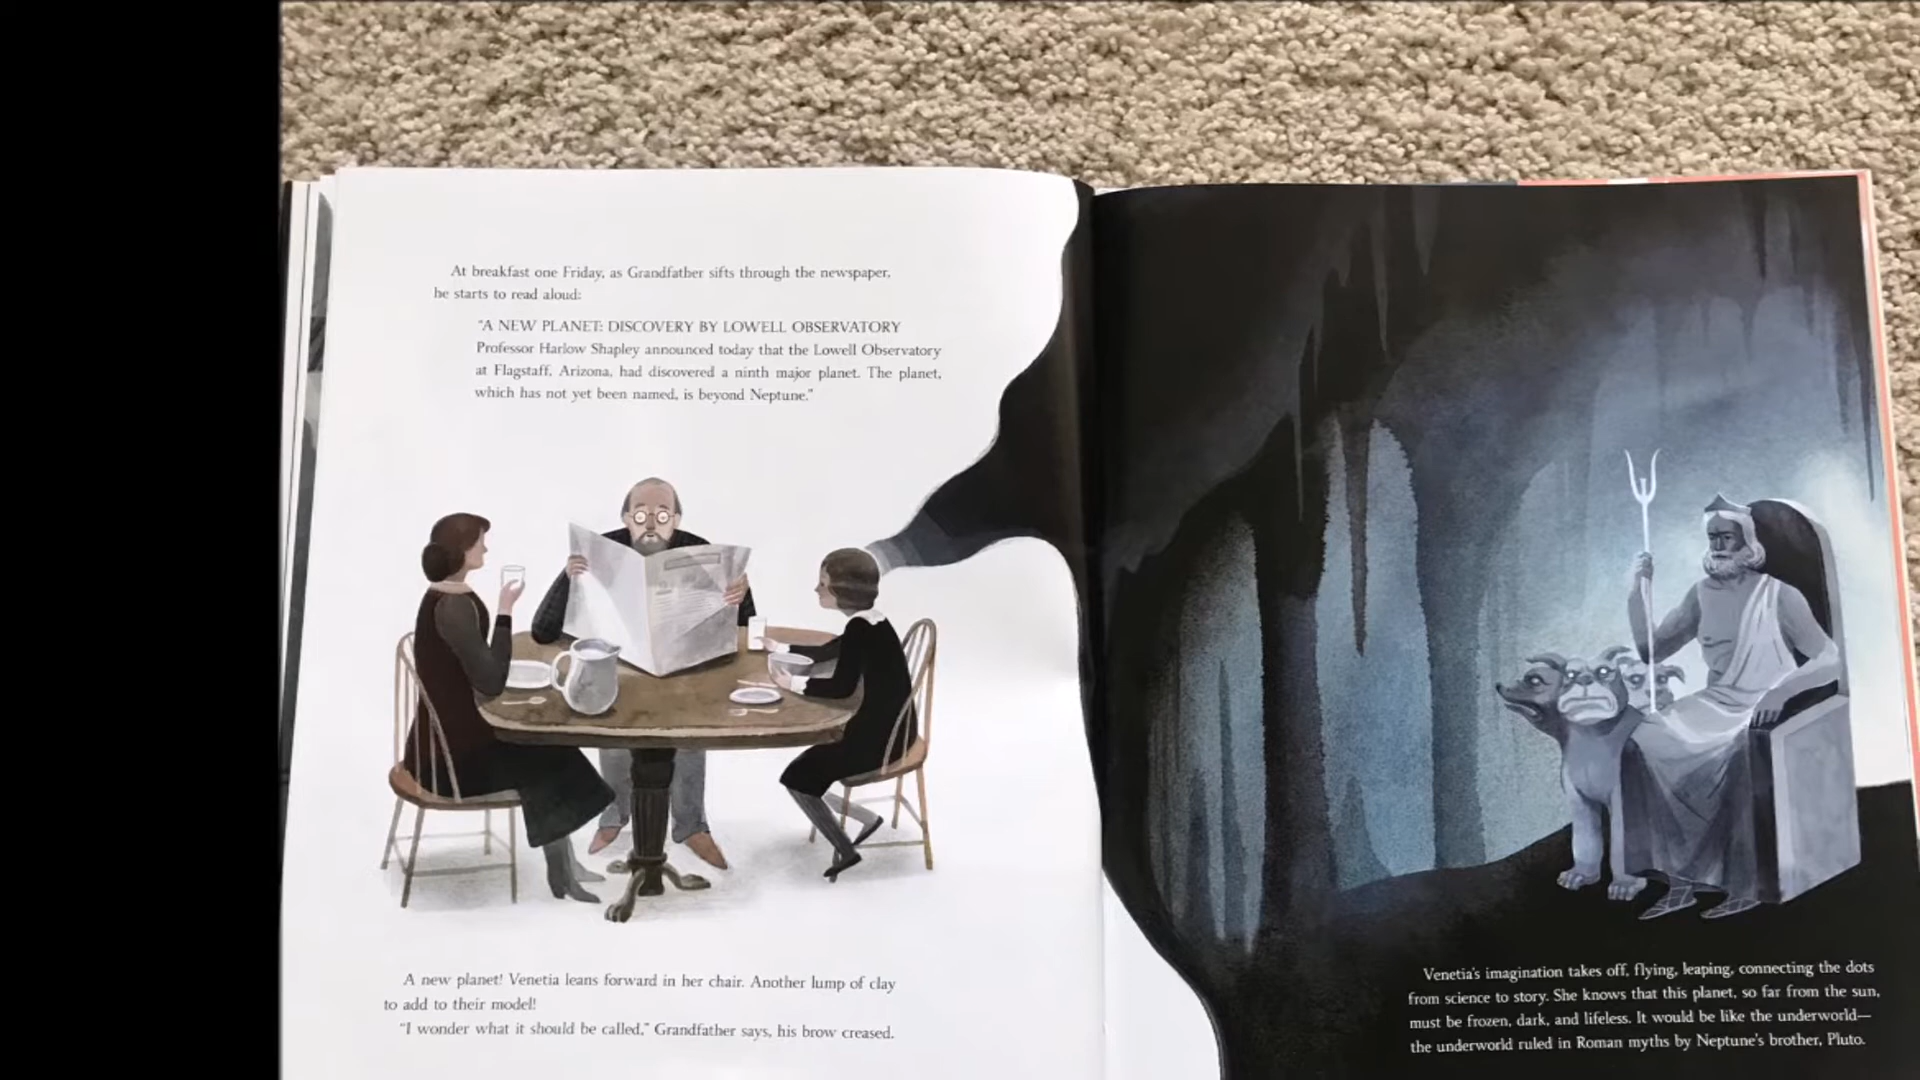 At breakfast one Friday, as Grandfather sifts through the newspaper,
he starts to read aloud:
"A NEW PLANET: DISCOVERY BY LOWELL OBSERVATORY
Professor Harlow Shapley announced today that the Lowell Observatory
at Flagstaff, Arizona, had discovered a ninth major planet. The planet,
which has not yet been named, is beyond Neptune."
A new planet! Venetia leans forward in her chair. Another lump of clay
to add to their model!
"I wonder what it should be called," Grandfather says, his brow creased.
Venetia's imagination takes off, flying, leaping, connecting the dots
from science to story. She knows that this planet, so far from the sun,
must be frozen, dark, and lifeless. It would be like the underworld—
the underworld ruled in Roman myths by Neptune's brother, Pluto.